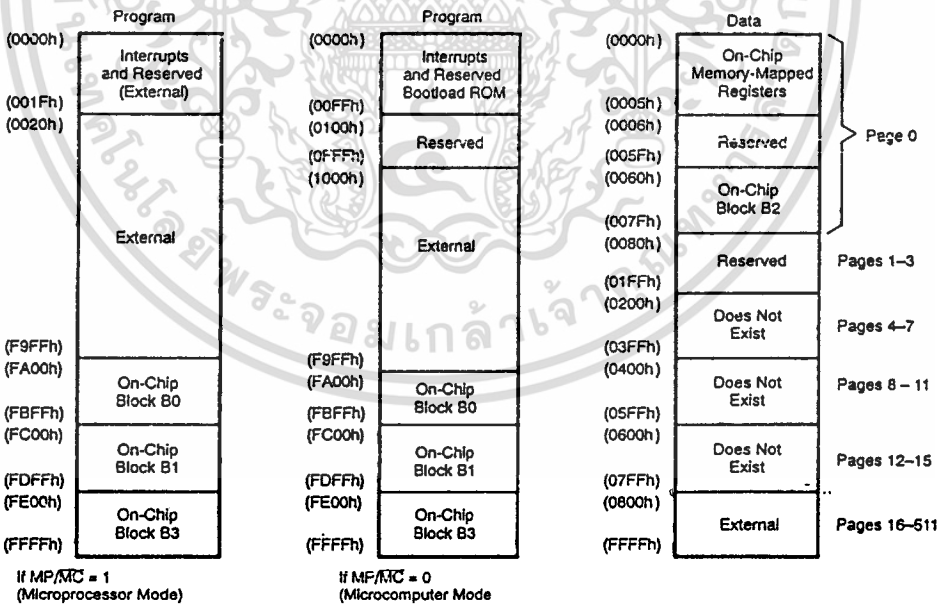 Program
(0000h)
Interrupts
and Reserved
(External)
(001Fh)
(0020h)
External
(F9FFh)
(FA00h)
On-Chip
Block B0
(FBFFh)
(FC00h)
On-Chip
Block B1
(FDFFh)
(FE00h)
On-Chip
Block B3
(FFFFh)
If MP/MC = 1
(Microprocessor Mode)
Program
(0000h)
Interrupts
and Reserved
Bootload ROM
(00FFh)
(0100h)
Reserved
(0FFFh)
(1000h)
External
(F9FFh)
(FA00h)
On-Chip
Block B0
(FBFFh)
(FC00h)
On-Chip
Block B1
(FDFFh)
(FE00h)
On-Chip
Block B3
(FFFFh)
If MP/MC = 0
(Microcomputer Mode
Data
(0000h)
On-Chip
Memory-Mapped
Registers
(0005h)
(0006h)
Reserved
(005Fh)
(0060h)
On-Chip
Block B2
(007Fh)
Page 0
(0080h)
Reserved
Pages 1–3
(01FFh)
(0200h)
Does Not
Exist
Pages 4–7
(03FFh)
(0400h)
Does Not
Exist
Pages 8 – 11
(05FFh)
(0600h)
Does Not
Exist
Pages 12–15
(07FFh)
(0800h)
External
Pages 16–511
(FFFFh)